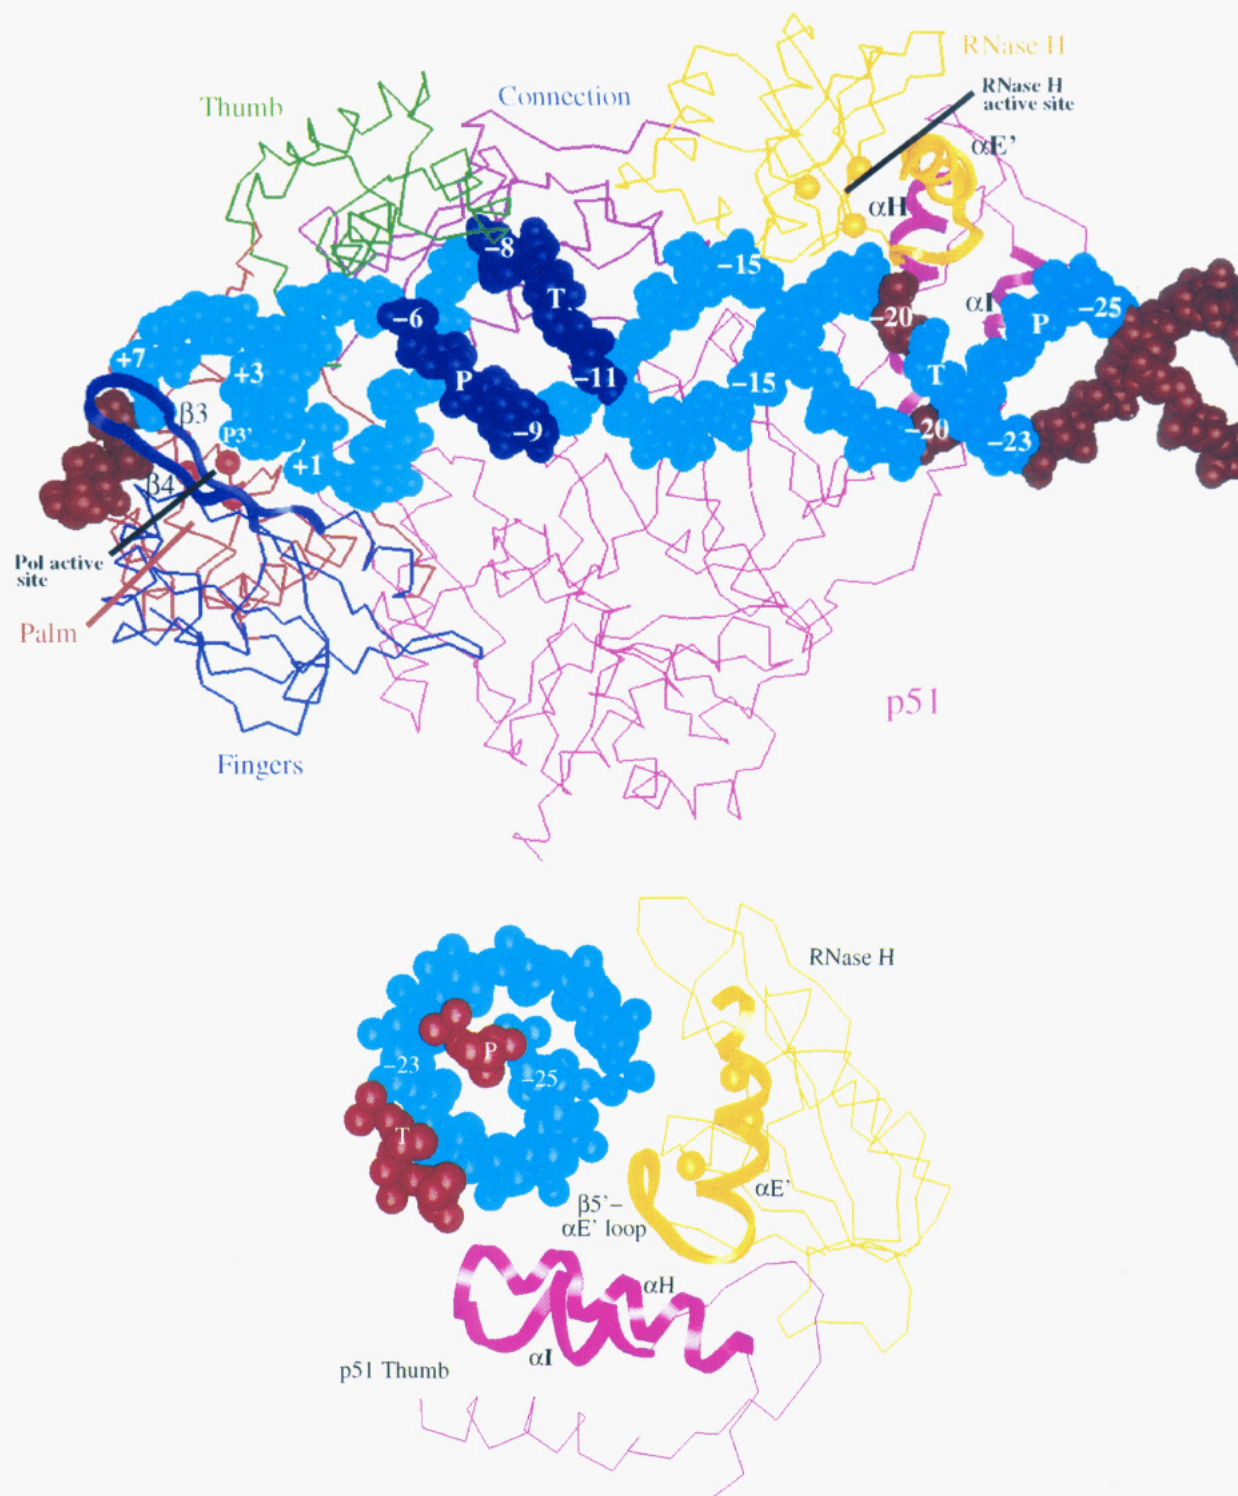 RNase H
RNase H
active site
Connection
Thumb
αE’
αH
−8
−15
T
αI
−25
−6
−20
P
+7
+3
P
−11
−15
T
β3
−9
−20
−23
P3’
+1
β4
Pol active
site
Palm
p51
Fingers
RNase H
P
−23
−25
T
αE’
β5’−
αE’ loop
αH
αI
p51 Thumb